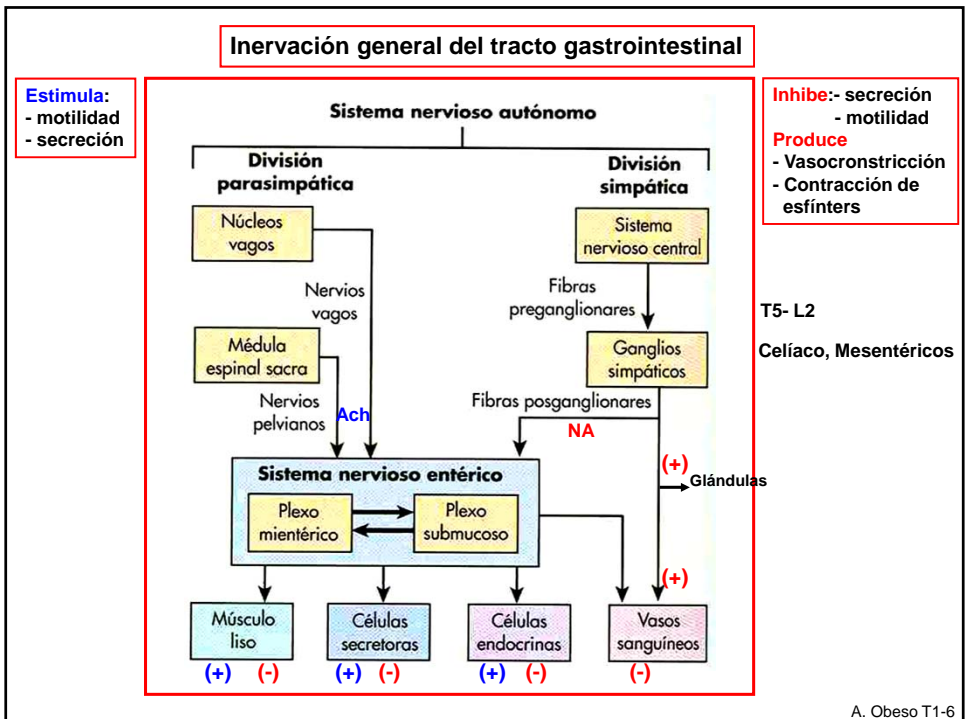 Inervación general del tracto gastrointestinal
Estimula:
- motilidad
- secreción
Inhibe:- secreción
- motilidad
Produce
- Vasocronstricción
- Contracción de
esfínters
Sistema nervioso autónomo
División
parasimpática
División
simpática
Núcleos
vagos
Sistema
nervioso central
Nervios
vagos
Fibras
preganglionares
T5- L2
Médula
espinal sacra
Ganglios
simpáticos
Celíaco, Mesentéricos
Nervios
pelvianos
Ach
Fibras posganglionares
NA
Sistema nervioso entérico
(+)
Glándulas
Plexo
mientérico
Plexo
submucoso
(+)
Músculo
liso
Células
secretoras
Células
endocrinas
Vasos
sanguíneos
(+) (-) (+) (-) (+) (-) (-)
A. Obeso T1-6